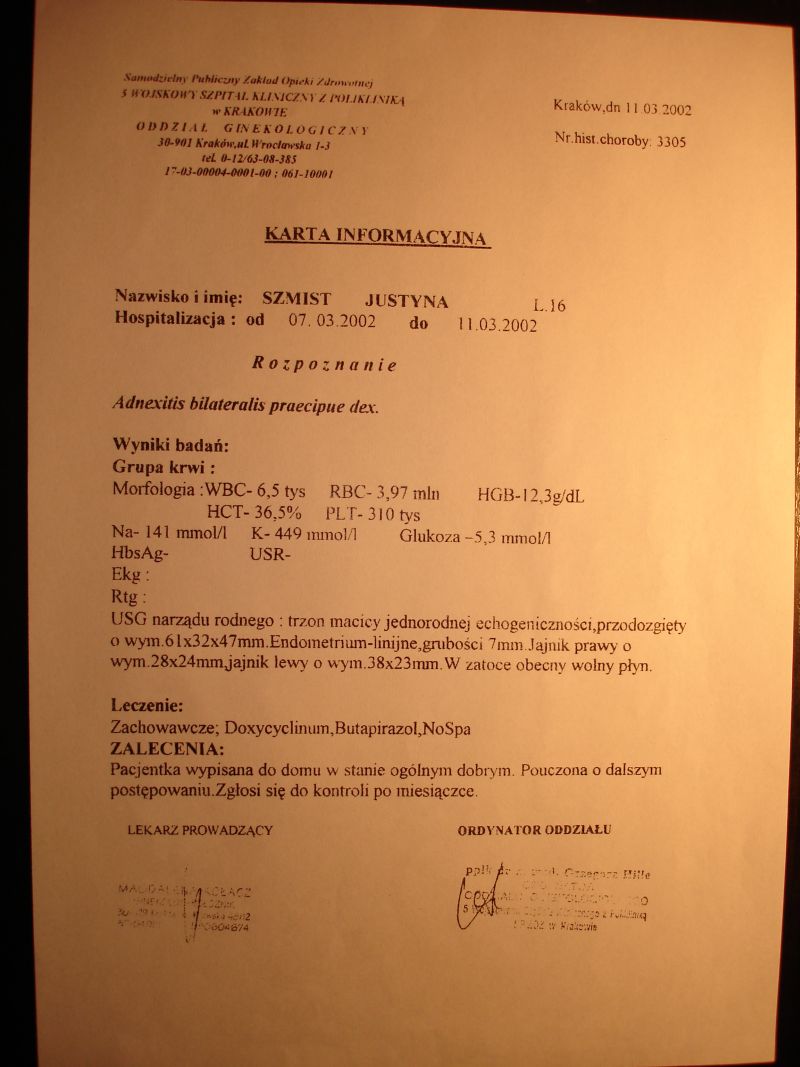 Samodzielny Publiczny Zakład Opieki Zdrowotnej
5 WOJSKOWY SZPITAL KLINICZNY Z POLIKLINIKĄ
w KRAKOWIE
ODDZIAŁ GINEKOLOGICZNY
30-901 Kraków,ul.Wrocławska 1-3
tel. 0-12/63-08-385
17-03-00004-0001-00 ; 061-10001
Kraków,dn 11.03.2002
Nr.hist.choroby: 3305
KARTA INFORMACYJNA
Nazwisko i imię: SZMIST JUSTYNA L.16
Hospitalizacja : od 07. 03.2002 do 11.03.2002
Rozpoznanie
Adnexitis bilateralis praecipue dex.
Wyniki badań:
Grupa krwi :
Morfologia :WBC- 6,5 tys RBC- 3,97 mln HGB-12,3g/dL
HCT- 36,5% PLT- 310 tys
Na- 141 mmol/l K- 449 mmol/l Glukoza –5,3 mmol/l
HbsAg- USR-
Ekg :
Rtg :
USG narządu rodnego : trzon macicy jednorodnej echogeniczności,przodozgięty
o wym.61x32x47mm.Endometrium-linijne,grubości 7mm.Jajnik prawy o
wym.28x24mm,jajnik lewy o wym.38x23mm.W zatoce obecny wolny płyn.
Leczenie:
Zachowawcze; Doxycyclinum,Butapirazol,NoSpa
ZALECENIA:
Pacjentka wypisana do domu w stanie ogólnym dobrym. Pouczona o dalszym
postępowaniu.Zgłosi się do kontroli po miesiączce.
LEKARZ PROWADZĄCY ORDYNATOR ODDZIAŁU
ppłk Grzegorz
w Krakowie